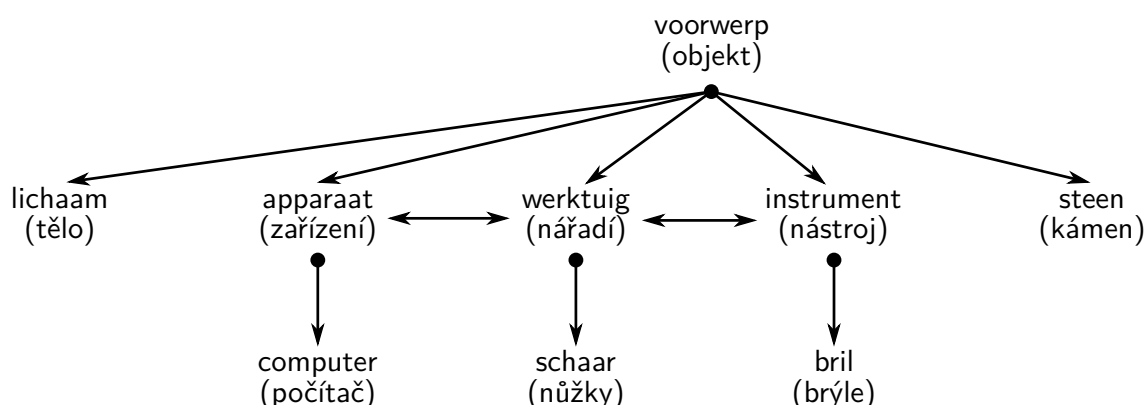 voorwerp
(objekt)
lichaam
(tělo)
apparaat
(zařízení)
werktuig
(nářadí)
instrument
(nástroj)
steen
(kámen)
computer
(počítač)
schaar
(nůžky)
bril
(brýle)